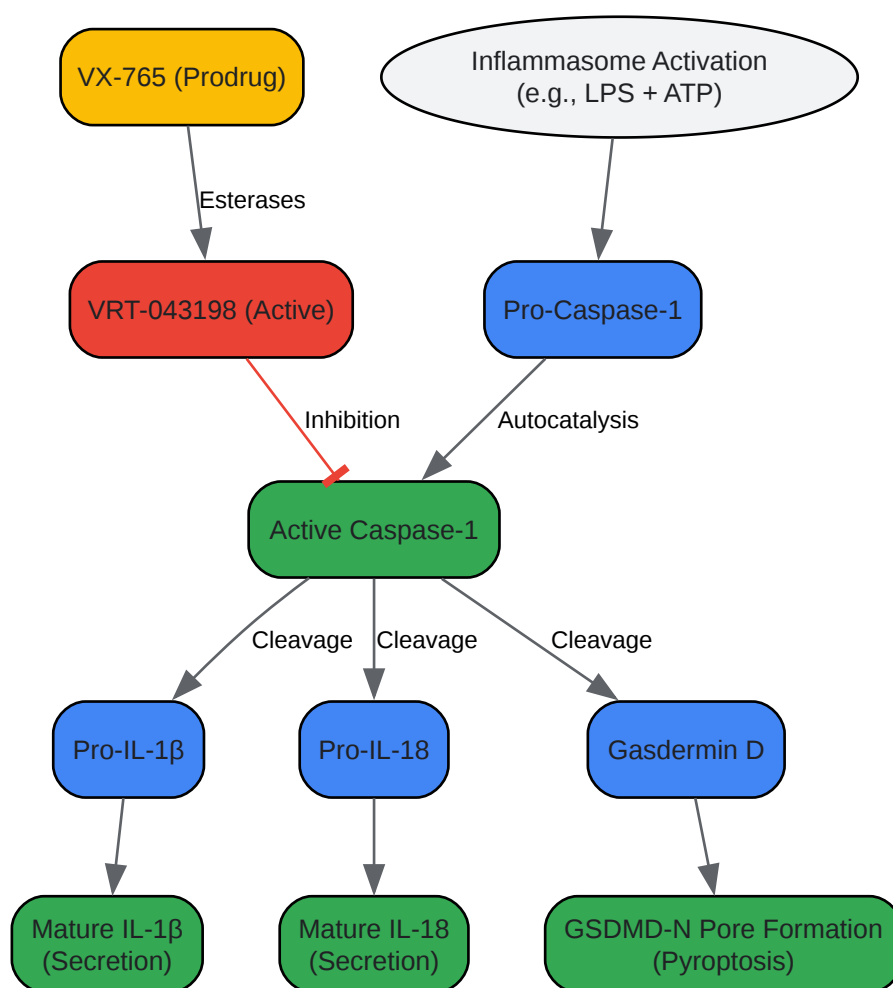 VX-765 (Prodrug)
Inflammasome Activation
(e.g., LPS + ATP)
Esterases
VRT-043198 (Active)
Pro-Caspase-1
Inhibition
Autocatalysis
Active Caspase-1
Cleavage
Cleavage
Cleavage
Pro-IL-1β
Pro-IL-18
Gasdermin D
Mature IL-1β
(Secretion)
Mature IL-18
(Secretion)
GSDMD-N Pore Formation
(Pyroptosis)